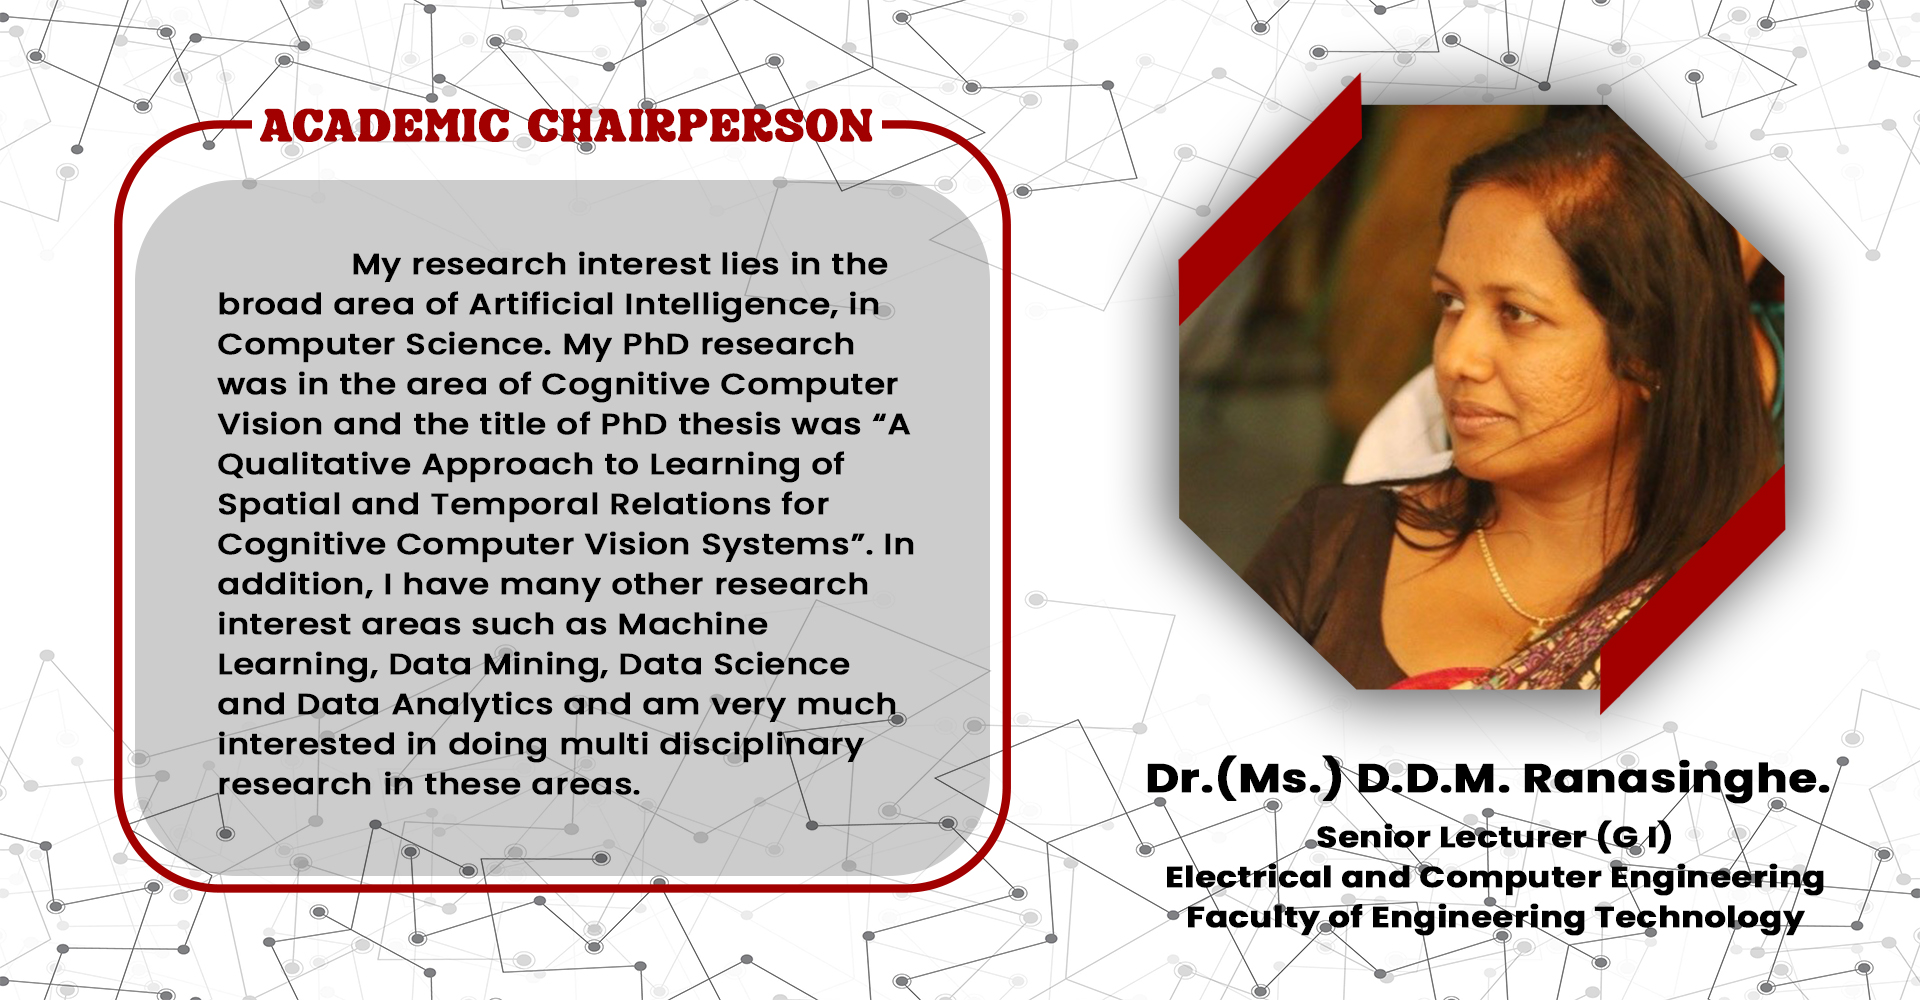 ACADEMIC CHAIRPERSON
My research interest lies in the
broad area of Artificial Intelligence, in
Computer Science. My PhD research
was in the area of Cognitive Computer
Vision and the title of PhD thesis was “A
Qualitative Approach to Learning of
Spatial and Temporal Relations for
Cognitive Computer Vision Systems”. In
addition, I have many other research
interest areas such as Machine
Learning, Data Mining, Data Science
and Data Analytics and am very much
interested in doing multi disciplinary
research in these areas.
Dr.(Ms.) D.D.M. Ranasinghe.
Senior Lecturer (G I)
Electrical and Computer Engineering
Faculty of Engineering Technology